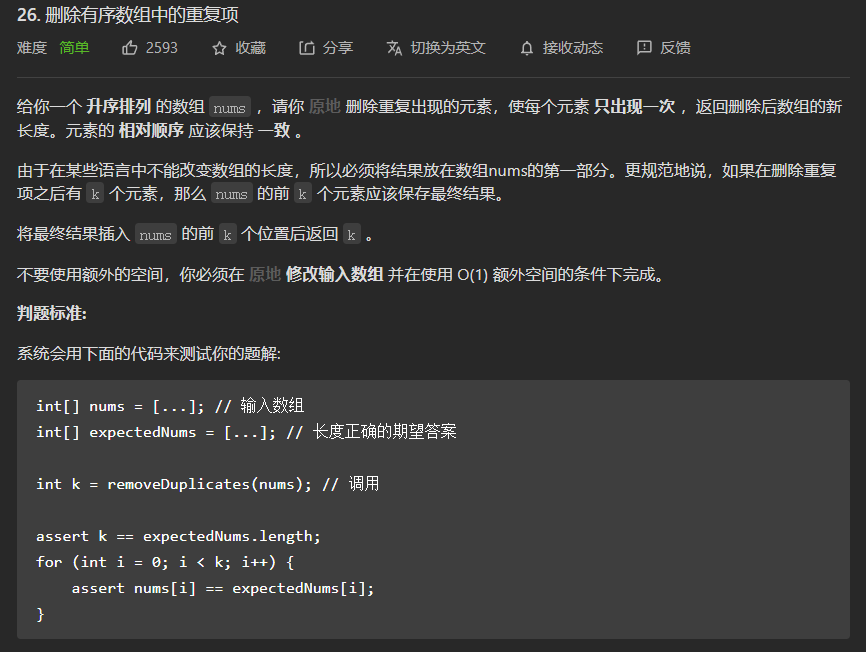 26. 删除有序数组中的重复项
难度 简单 2593 收藏 分享 切换为英文 接收动态 反馈
给你一个 升序排列 的数组 nums ，请你 原地 删除重复出现的元素，使每个元素 只出现一次 ，返回删除后数组的新
长度。元素的 相对顺序 应该保持 一致 。
由于在某些语言中不能改变数组的长度，所以必须将结果放在数组nums的第一部分。更规范地说，如果在删除重复
项之后有 k 个元素，那么 nums 的前 k 个元素应该保存最终结果。
将最终结果插入 nums 的前 k 个位置后返回 k 。
不要使用额外的空间，你必须在 原地 修改输入数组 并在使用 O(1) 额外空间的条件下完成。
判题标准:
系统会用下面的代码来测试你的题解:
int[] nums = [...]; // 输入数组
int[] expectedNums = [...]; // 长度正确的期望答案
int k = removeDuplicates(nums); // 调用
assert k == expectedNums.length;
for (int i = 0; i < k; i++) {
    assert nums[i] == expectedNums[i];
}